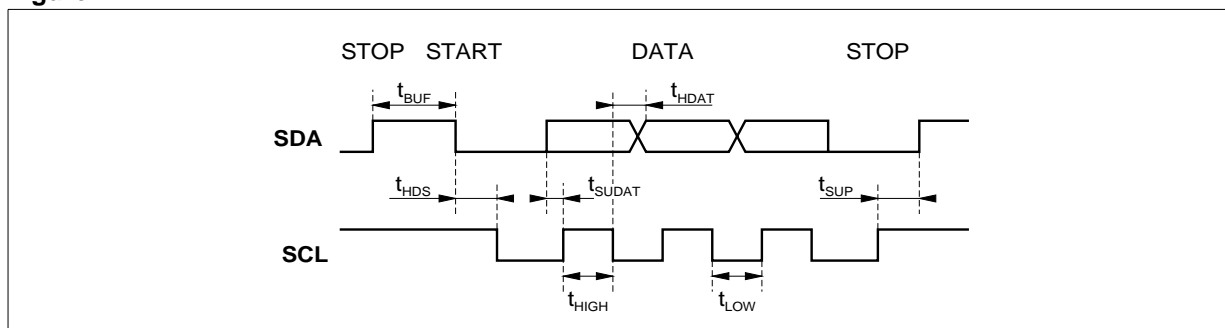 STOP START DATA STOP
tBUF tHDAT
SDA
tHDS tSUDAT tSUP
SCL
tHIGH tLOW